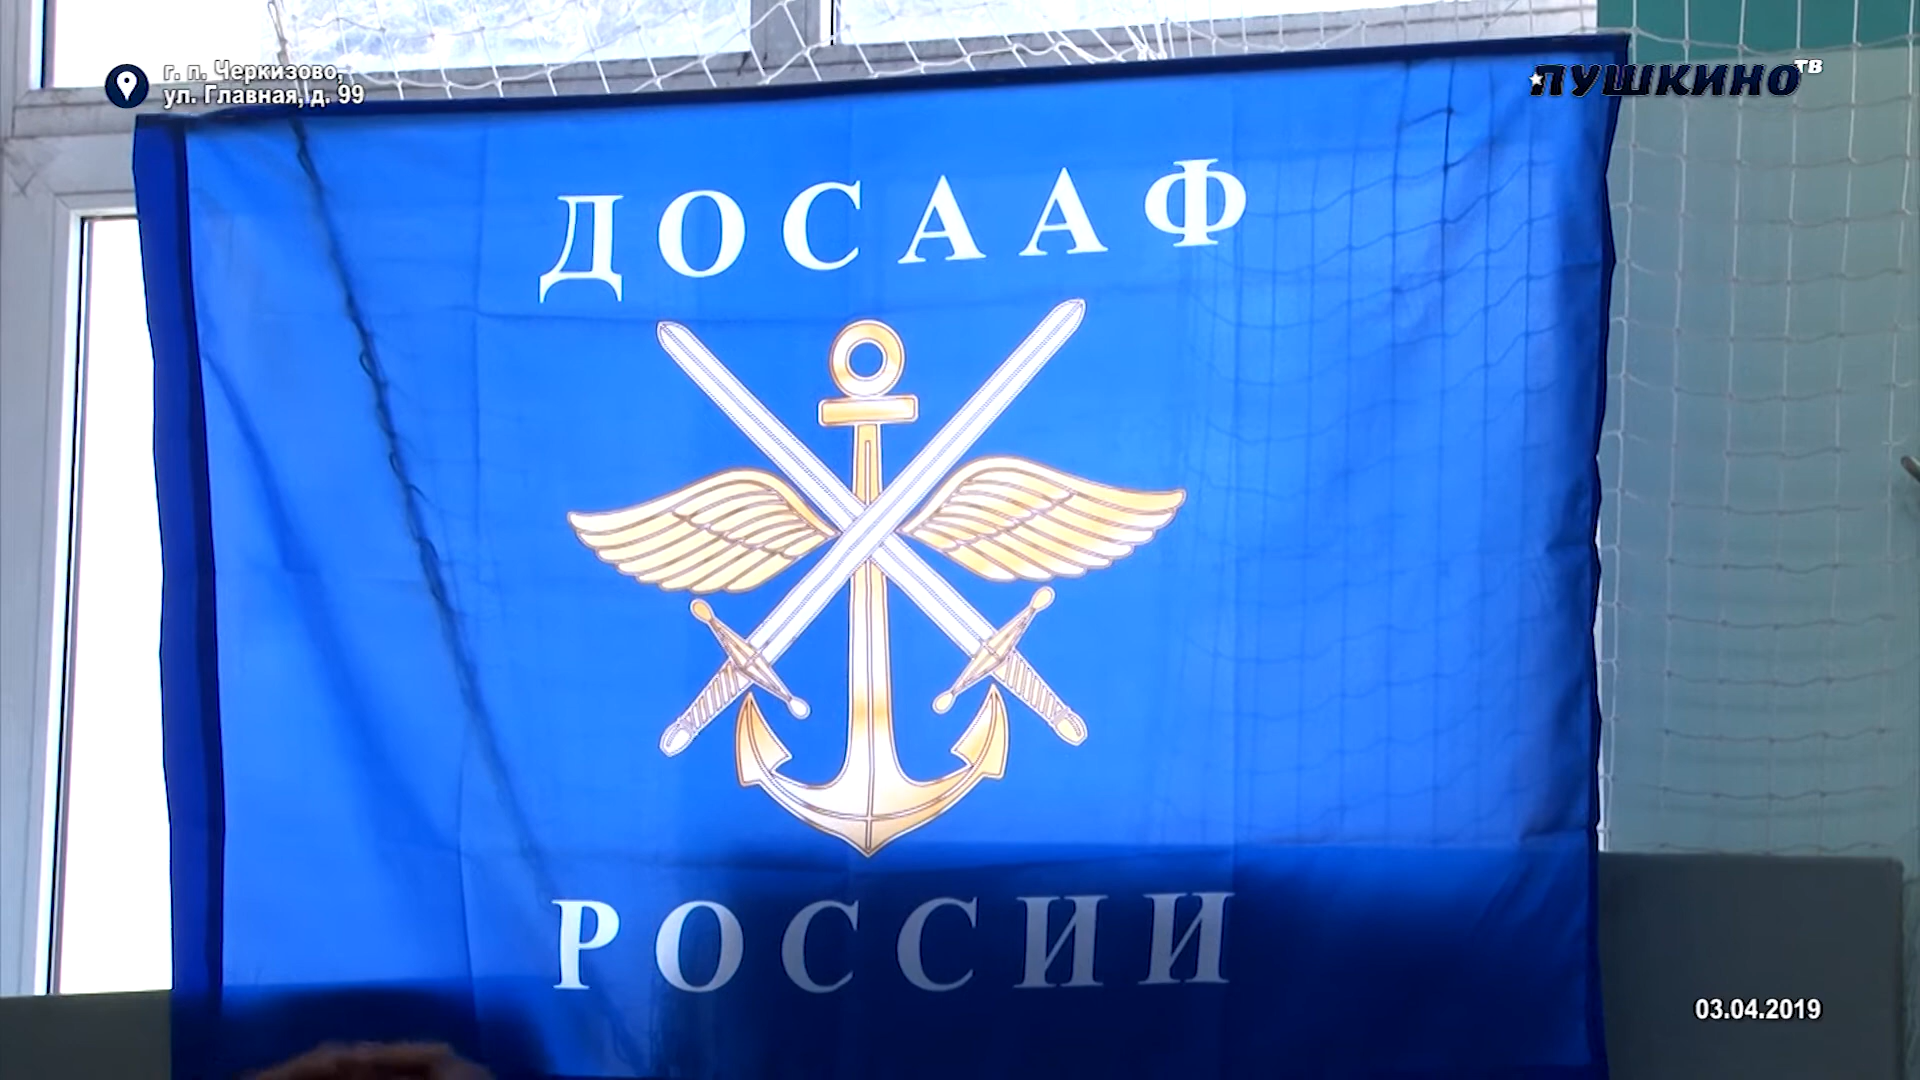 г. п. Черкизово,
ул. Главная, д. 99
ПУШКИНО ТВ
ДОСААФ
РОССИИ
03.04.2019